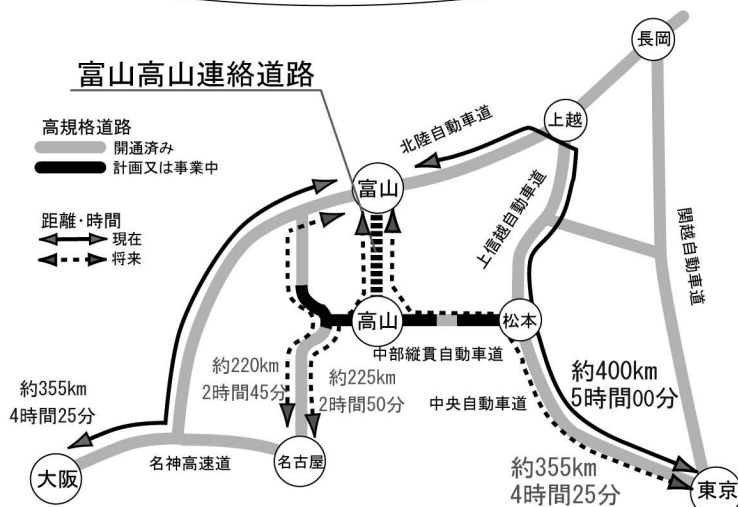 富山高山連絡道路
高規格道路
開通済み
計画又は事業中
距離・時間
現在
将来
長岡
上越
北陸自動車道
富山
上信越自動車道
関越自動車道
高山
松本
中部縦貫自動車道
約220km
2時間45分
約225km
2時間50分
中央自動車道
約400km
5時間00分
約355km
4時間25分
大阪
名神高速道
名古屋
約355km
4時間25分
東京